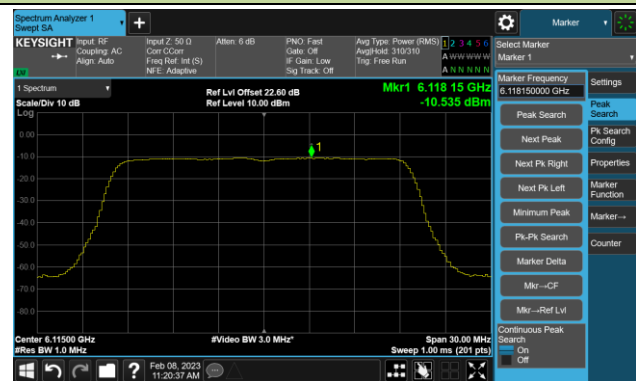 Spectrum Analyzer 1
Swept SA
+
Marker
KEYSIGHT
Input: RF
Coupling: AC
Align: Auto
Input Z: 50 Ω
Corr CCorr
Freq Ref: Int (S)
NFE: Adaptive
Atten: 6 dB
PNO: Fast
Gate: Off
IF Gain: Low
Sig Track: Off
Avg Type: Power (RMS)
Avg|Hold: 310/310
Trig: Free Run
1 2 3 4 5 6
A W W W W W
A N N N N N
LXI
Select Marker
Marker 1
1 Spectrum
Scale/Div 10 dB
Log
Ref Lvl Offset 22.60 dB
Ref Level 10.00 dBm
Mkr1 6.118 15 GHz
-10.535 dBm
Marker Frequency
6.118150000 GHz
Peak Search
Next Peak
Next Pk Right
Next Pk Left
Minimum Peak
Pk-Pk Search
Marker Delta
Mkr→CF
Mkr→Ref Lvl
Continuous Peak
Search
On
Off
Settings
Peak
Search
Pk Search
Config
Properties
Marker
Function
Marker→
Counter
0.00
-10.0
-20.0
-30.0
-40.0
-50.0
-60.0
-70.0
-80.0
1
Center 6.11500 GHz
#Res BW 1.0 MHz
#Video BW 3.0 MHz*
Span 30.00 MHz
Sweep 1.00 ms (201 pts)
?
Feb 08, 2023
11:20:37 AM